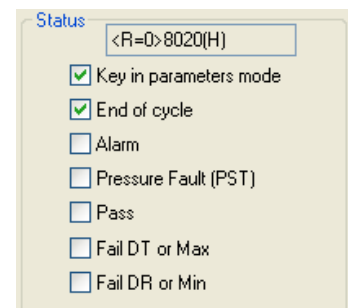 Status
<R=0>8020(H)
Key in parameters mode
End of cycle
Alarm
Pressure Fault (PST)
Pass
Fail DT or Max
Fail DR or Min